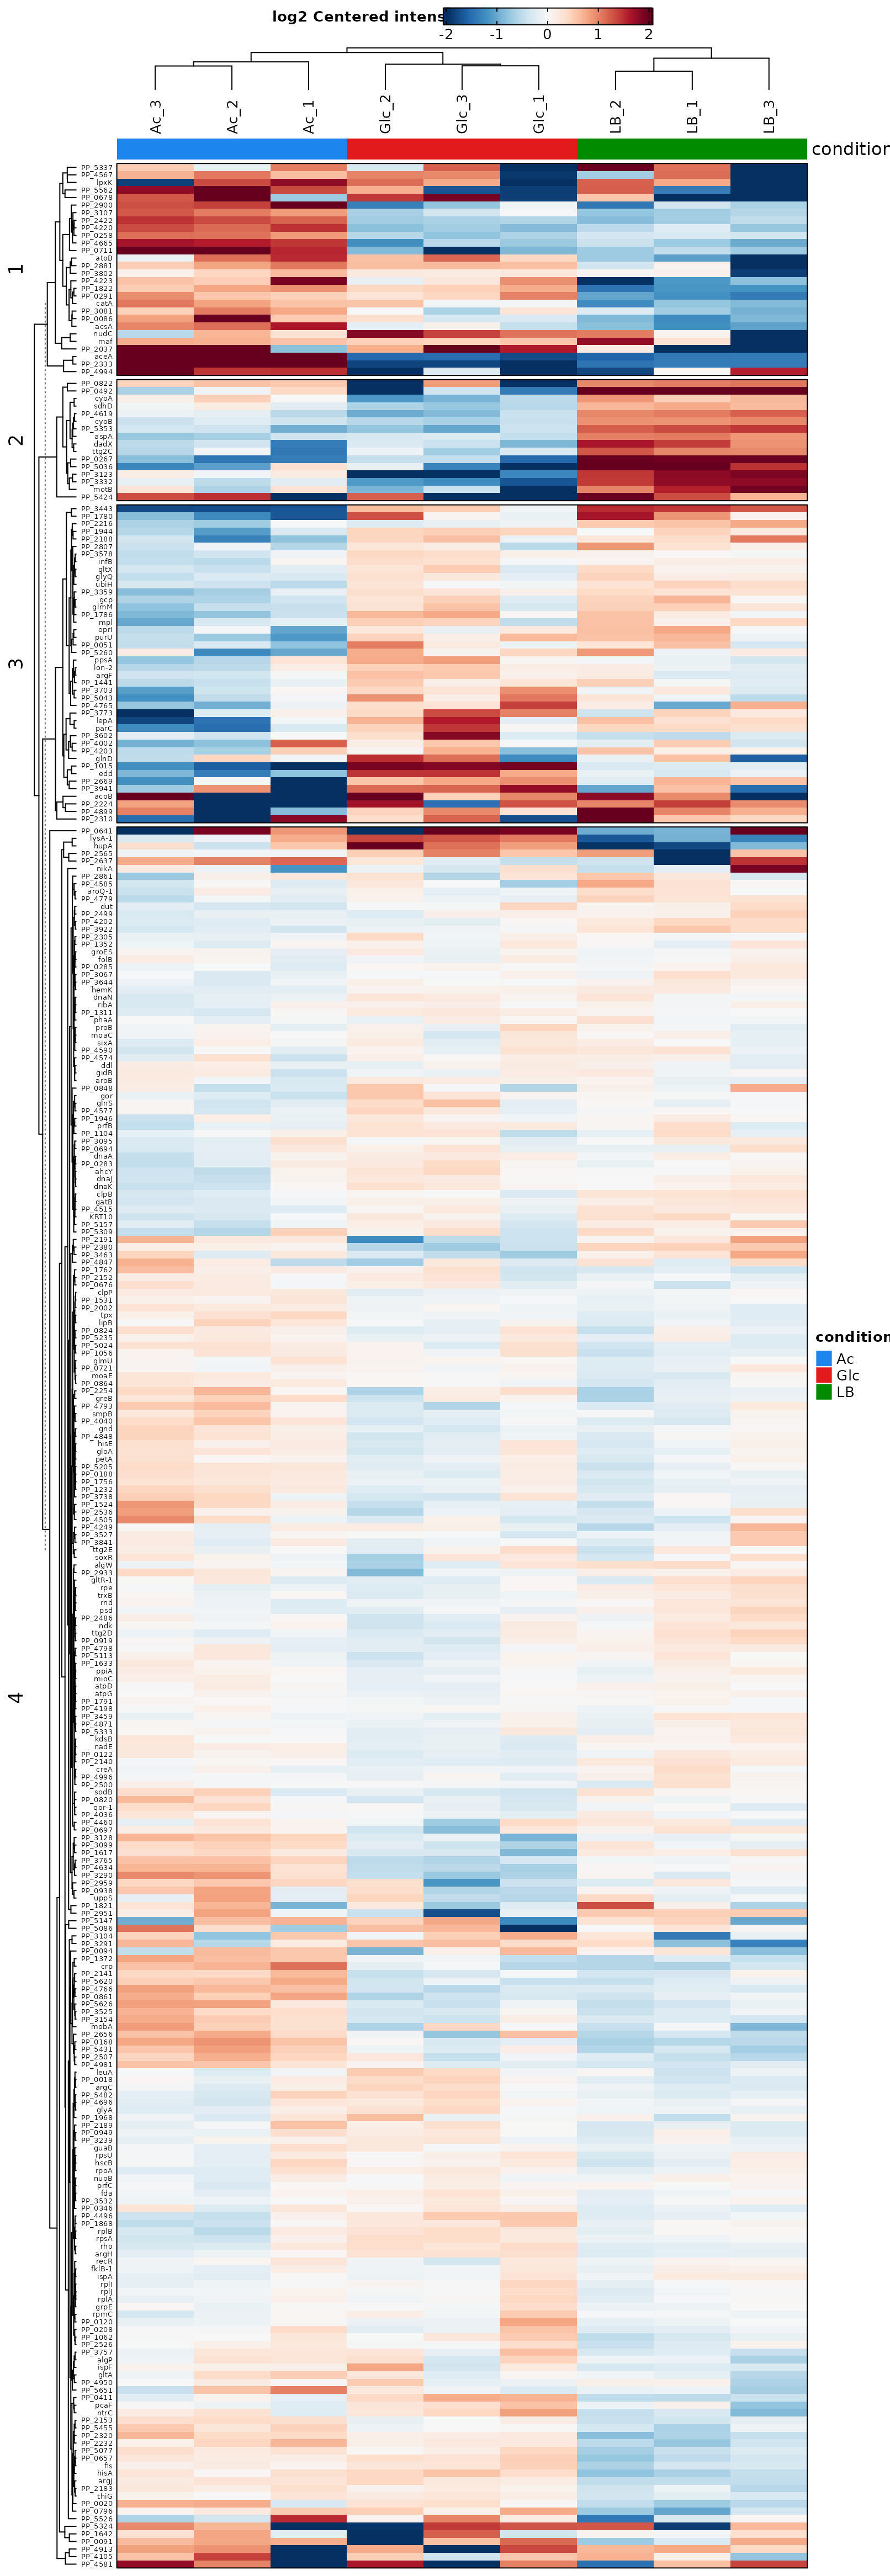 log2 Centered intens
-2 -1 0 1 2
Ac_3 Ac_2 Ac_1 Glc_2 Glc_3 Glc_1 LB_2 LB_1 LB_3
condition
1
PP_5337
PP_4567
lpxK
PP_5562
PP_0678
PP_2900
PP_3107
PP_2422
PP_4220
PP_0258
PP_4665
PP_0711
atoB
PP_2881
PP_3802
PP_4223
PP_1822
PP_0291
catA
PP_3081
PP_0086
acsA
nudC
maf
PP_2037
aceA
PP_2333
PP_4994
2
PP_0822
PP_0492
cyoA
sdhD
PP_4619
cyoB
PP_5353
aspA
dadX
ttg2C
PP_0267
PP_5036
PP_3123
PP_3332
motB
PP_5424
3
PP_3443
PP_1780
PP_2216
PP_1944
PP_2188
PP_2807
PP_3578
infB
gltX
glyQ
ubiH
PP_3359
gcp
glmM
PP_1786
mpl
oprI
purU
PP_0051
PP_5260
ppsA
lon-2
argF
PP_1441
PP_3703
PP_5043
PP_4765
PP_3773
lepA
parC
PP_3602
PP_4002
PP_4203
glnD
PP_1015
edd
PP_2669
PP_3941
acoB
PP_2224
PP_4899
PP_2310
4
PP_0641
lysA-1
hupA
PP_2565
PP_2637
nikA
PP_2861
PP_4585
aroQ-1
PP_4779
dut
PP_2499
PP_4202
PP_3922
PP_2305
PP_1352
groES
folB
PP_0285
PP_3067
PP_3644
hemK
dnaN
ribA
PP_1311
phaA
proB
moaC
sixA
PP_4590
PP_4574
ddl
gidB
aroB
PP_0848
gor
glnS
PP_4577
PP_1946
prfB
PP_1104
PP_3095
PP_0694
dnaA
PP_0283
ahcY
dnaJ
dnaK
clpB
gatB
PP_4515
KRT10
PP_5157
PP_5309
PP_2191
PP_2380
PP_3463
PP_4847
PP_1762
PP_2152
PP_0676
clpP
PP_1531
PP_2002
tpx
lipB
PP_0824
PP_5235
PP_5024
PP_1056
glmU
PP_0721
moaE
PP_0864
PP_2254
greB
PP_4793
smpB
PP_4040
gnd
PP_4848
hisE
gloA
petA
PP_5205
PP_0188
PP_1756
PP_1232
PP_3738
PP_1524
PP_2536
PP_4505
PP_4249
PP_3527
PP_3841
ttg2E
soxR
algW
PP_2933
gltR-1
rpe
trxB
rnd
psd
PP_2486
ndk
ttg2D
PP_0919
PP_4798
PP_5113
PP_1633
ppiA
mioC
atpD
atpG
PP_1791
PP_4198
PP_3459
PP_4871
PP_5333
kdsB
nadE
PP_0122
PP_2140
creA
PP_4996
PP_2500
sodB
PP_0820
qor-1
PP_4036
PP_4460
PP_0697
PP_3128
PP_3099
PP_1617
PP_3765
PP_4634
PP_3290
PP_2959
PP_0938
uppS
PP_1821
PP_2951
PP_5147
PP_5086
PP_3104
PP_3291
PP_0094
PP_1372
crp
PP_2141
PP_5620
PP_4766
PP_0861
PP_5626
PP_3525
PP_3154
mobA
PP_2656
PP_0168
PP_5431
PP_2507
PP_4981
leuA
PP_0018
argC
PP_5482
PP_4696
glyA
PP_1968
PP_2189
PP_0949
PP_3239
guaB
rpsU
hscB
rpoA
nuoB
prfC
fda
PP_3532
PP_0346
PP_4496
PP_1868
rplB
rpsA
rho
argH
recR
fklB-1
ispA
rplI
rplJ
rplA
grpE
rpmC
PP_0120
PP_0208
PP_1062
PP_2526
PP_3757
algP
ispF
gltA
PP_4950
PP_5651
PP_0411
pcaF
ntrC
PP_2153
PP_5455
PP_2320
PP_2232
PP_5077
PP_0657
fis
hisA
argJ
PP_2183
thiG
PP_0020
PP_0796
PP_5526
PP_5324
PP_1642
PP_0091
PP_4913
PP_4105
PP_4581
condition
Ac
Glc
LB